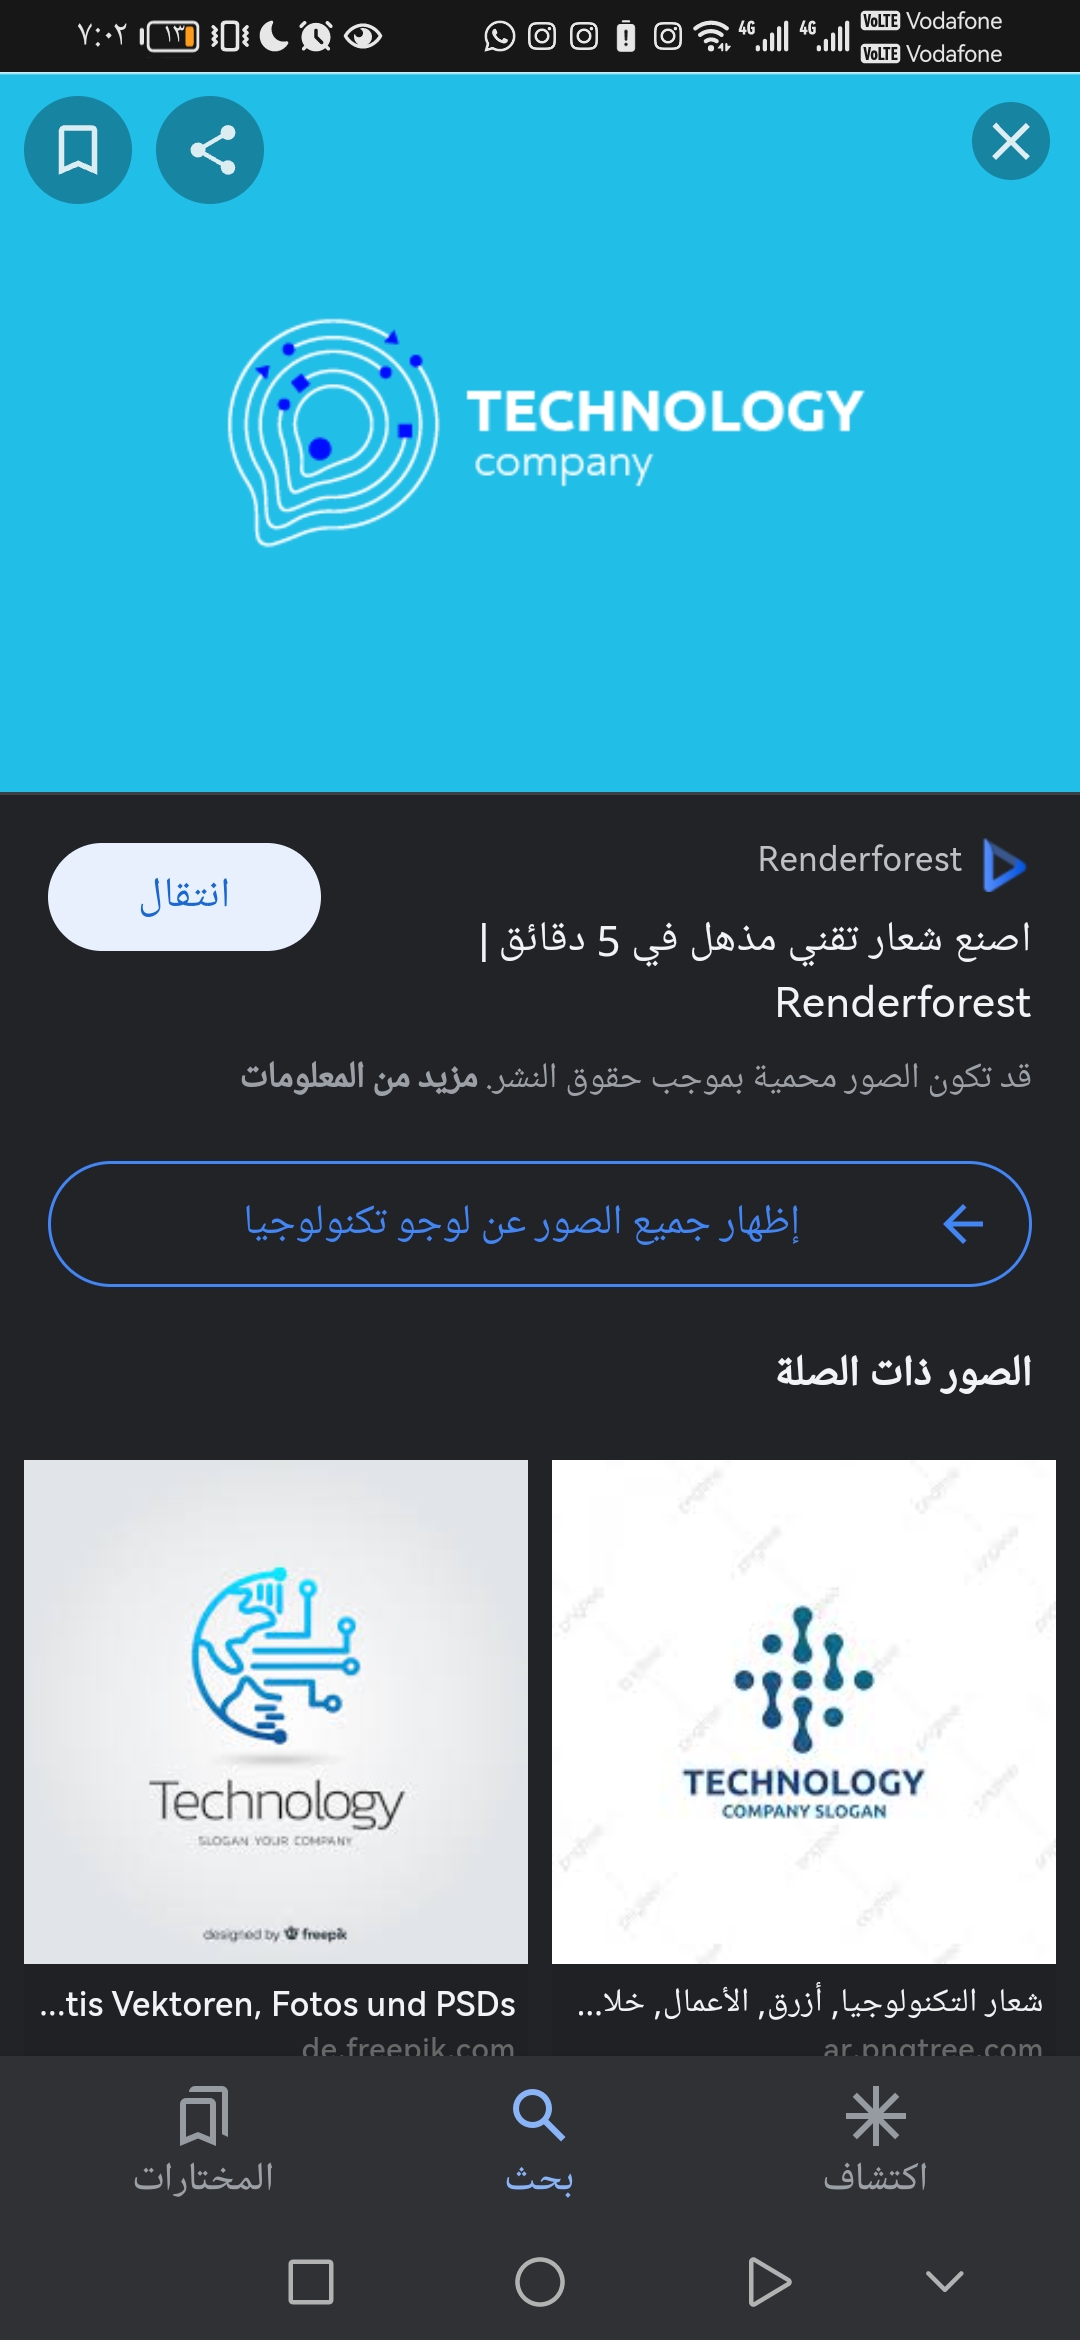 ٧:٠٢
١٣
4G
4G
VoLTE Vodafone
VoLTE Vodafone
TECHNOLOGY
company
Renderforest
انتقال
اصنع شعار تقني مذهل في 5 دقائق |
Renderforest
قد تكون الصور محمية بموجب حقوق النشر. مزيد من المعلومات
إظهار جميع الصور عن لوجو تكنولوجيا
الصور ذات الصلة
TECHNOLOGY
COMPANY SLOGAN
Technology
SLOGAN YOUR COMPANY
designed by freepik
شعار التكنولوجيا, أزرق, الأعمال, خلا...
ar.pngtree.com
...tis Vektoren, Fotos und PSDs
de.freepik.com
اكتشاف
بحث
المختارات